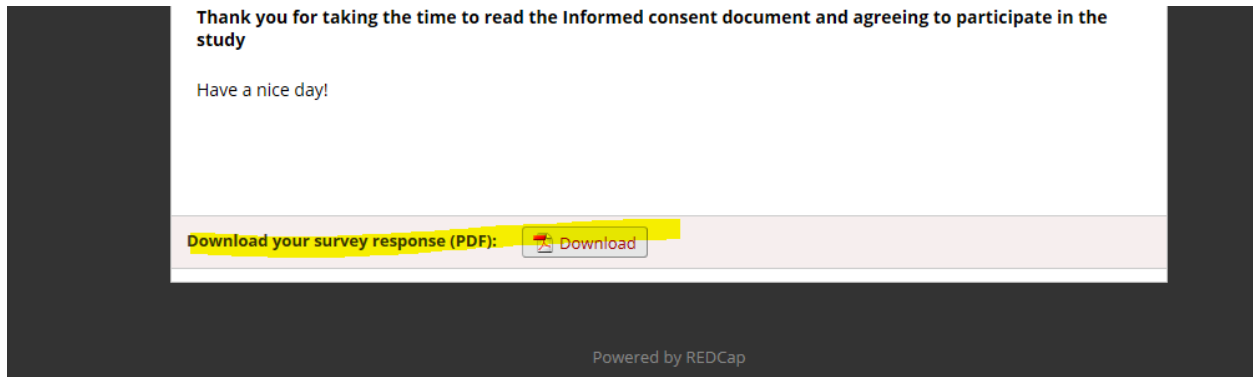 Thank you for taking the time to read the Informed consent document and agreeing to participate in the
study
Have a nice day!
Download your survey response (PDF): Download
Powered by REDCap